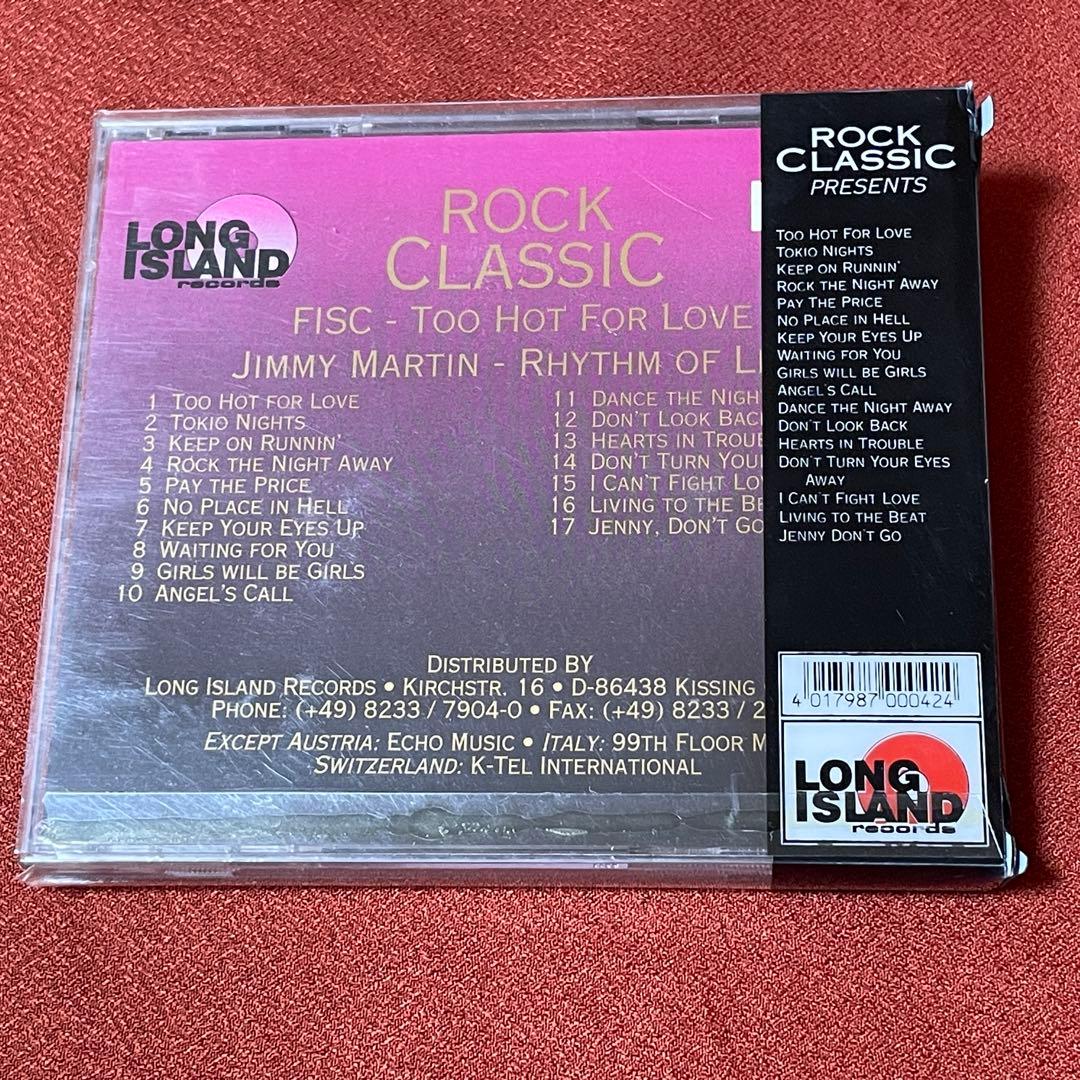 LONG
ISLAND
records
ROCK
CLASSIC
FISC - TOO HOT FOR LOVE
JIMMY MARTIN - RHYTHM OF
1 TOO HOT FOR LOVE
2 TOKIO NIGHTS
3 KEEP ON RUNNIN'
4 ROCK THE NIGHT AWAY
5 PAY THE PRICE
6 NO PLACE IN HELL
7 KEEP YOUR EYES UP
8 WAITING FOR YOU
9 GIRLS WILL BE GIRLS
10 ANGEL'S CALL
11 DANCE THE NIGH
12 DON'T LOOK BAC
13 HEARTS IN TROUB
14 DON'T TURN YOU
15 I CAN'T FIGHT LO
16 LIVING TO THE BE
17 JENNY, DON'T GO
DISTRIBUTED BY
LONG ISLAND RECORDS • KIRCHSTR. 16 • D-86438 KISSING
PHONE: (+49) 8233 / 7904-0 • FAX: (+49) 8233 / 2
EXCEPT AUSTRIA: ECHO MUSIC • ITALY: 99TH FLOOR M
SWITZERLAND: K-TEL INTERNATIONAL
ROCK
CLASSIC
PRESENTS
TOO HOT FOR LOVE
TOKIO NIGHTS
KEEP ON RUNNIN'
ROCK THE NIGHT AWAY
PAY THE PRICE
NO PLACE IN HELL
KEEP YOUR EYES UP
WAITING FOR YOU
GIRLS WILL BE GIRLS
ANGEL'S CALL
DANCE THE NIGHT AWAY
DON'T LOOK BACK
HEARTS IN TROUBLE
DON'T TURN YOUR EYES
AWAY
I CAN'T FIGHT LOVE
LIVING TO THE BEAT
JENNY DON'T GO
4 017987 000424
LONG
ISLAND
records